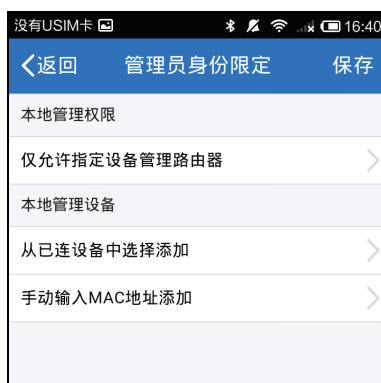 没有USIM卡 16:40
返回 管理员身份限定 保存
本地管理权限
仅允许指定设备管理路由器
本地管理设备
从已连设备中选择添加
手动输入MAC地址添加